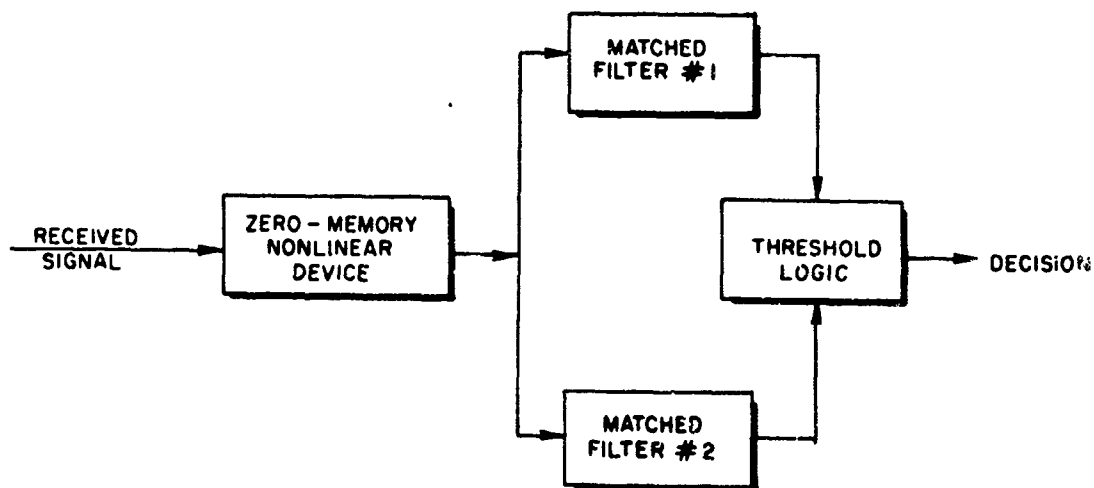 MATCHED
FILTER #1
RECEIVED
SIGNAL
ZERO-MEMORY
NONLINEAR
DEVICE
THRESHOLD
LOGIC
DECISION
MATCHED
FILTER #2